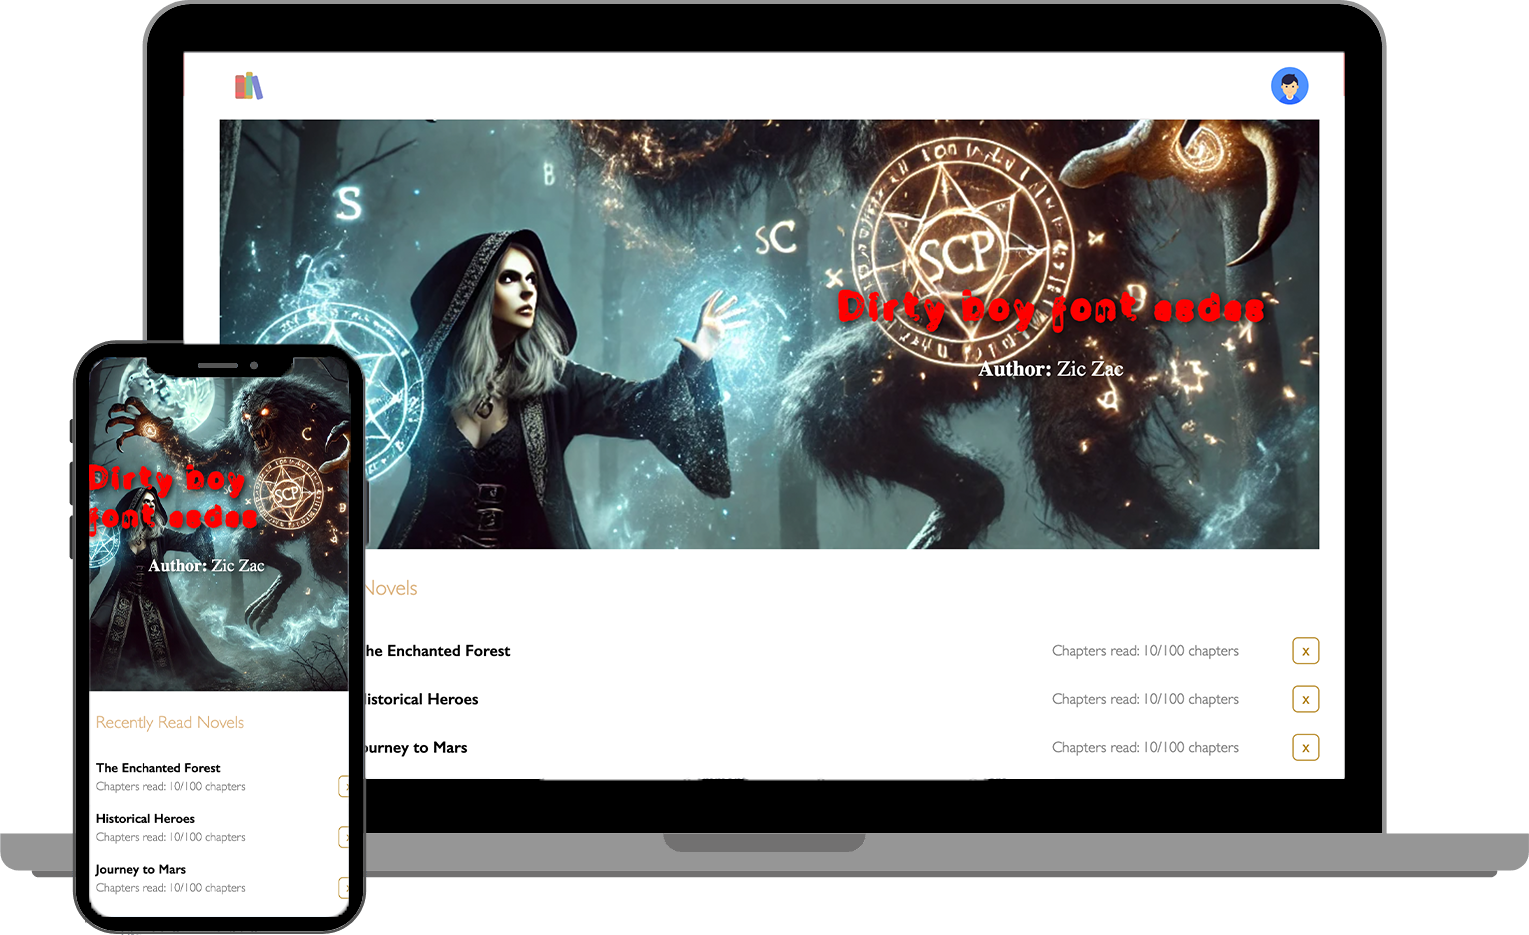 S
B
SC
X
SCP
Dirty boy font asdas
Author: Zic Zac
Novels
he Enchanted Forest
Chapters read: 10/100 chapters
x
istorical Heroes
Chapters read: 10/100 chapters
x
ourney to Mars
Chapters read: 10/100 chapters
x
C
SCP
Dirty boy
font asdas
Author: Zic Zac
Recently Read Novels
The Enchanted Forest
Chapters read: 10/100 chapters
Historical Heroes
Chapters read: 10/100 chapters
Journey to Mars
Chapters read: 10/100 chapters